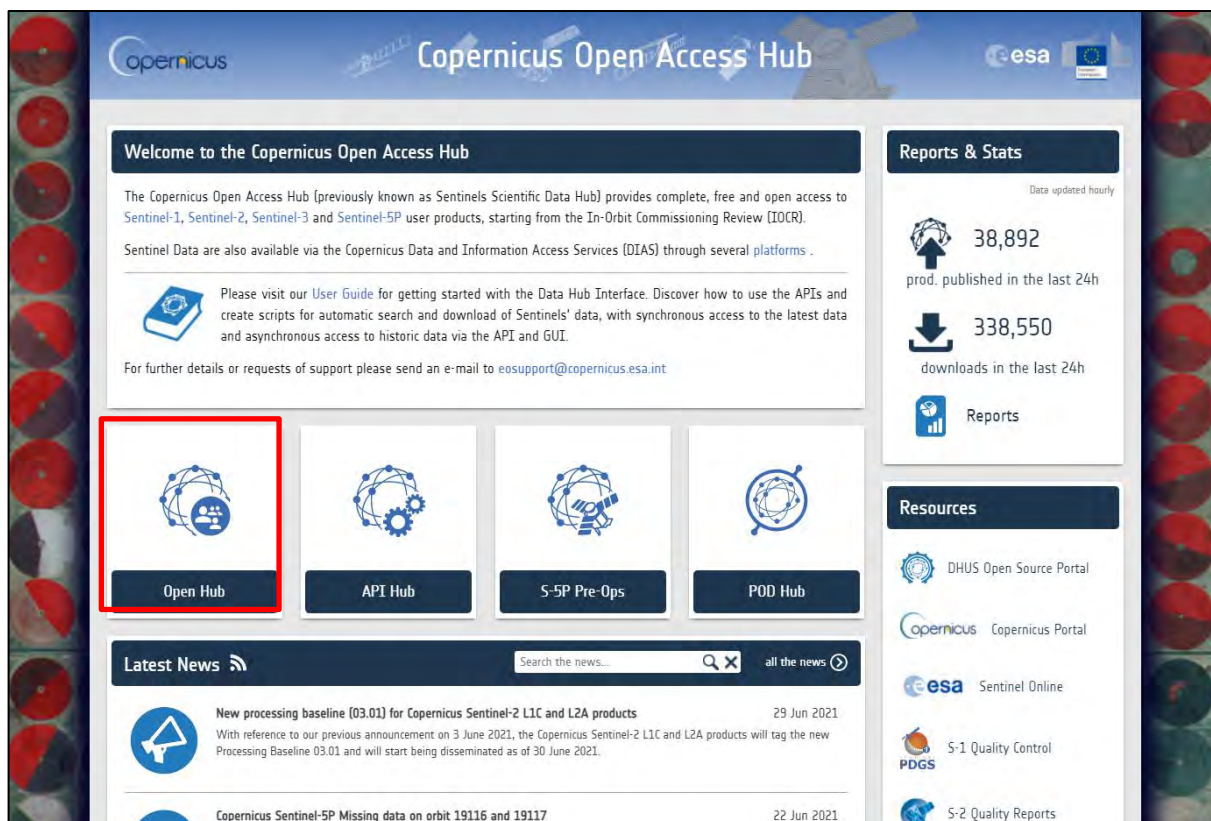 opernicus
Copernicus Open Access Hub
esa
Welcome to the Copernicus Open Access Hub
The Copernicus Open Access Hub (previously known as Sentinels Scientific Data Hub) provides complete, free and open access to
Sentinel-1, Sentinel-2, Sentinel-3 and Sentinel-5P user products, starting from the In-Orbit Commissioning Review (IOCR).
Sentinel Data are also available via the Copernicus Data and Information Access Services (DIAS) through several platforms .
Please visit our User Guide for getting started with the Data Hub Interface. Discover how to use the APIs and
create scripts for automatic search and download of Sentinels' data, with synchronous access to the latest data
and asynchronous access to historic data via the API and GUI.
For further details or requests of support please send an e-mail to eosupport@copernicus.esa.int
Open Hub
API Hub
S-5P Pre-Ops
POD Hub
Latest News
Search the news...
all the news
New processing baseline (03.01) for Copernicus Sentinel-2 L1C and L2A products
29 Jun 2021
With reference to our previous announcement on 3 June 2021, the Copernicus Sentinel-2 L1C and L2A products will tag the new
Processing Baseline 03.01 and will start being disseminated as of 30 June 2021.
Copernicus Sentinel-5P Missing data on orbit 19116 and 19117
22 Jun 2021
Reports & Stats
Data updated hourly
38,892
prod. published in the last 24h
338,550
downloads in the last 24h
Reports
Resources
DHUS Open Source Portal
opernicus Copernicus Portal
esa Sentinel Online
PDGS S-1 Quality Control
S-2 Quality Reports